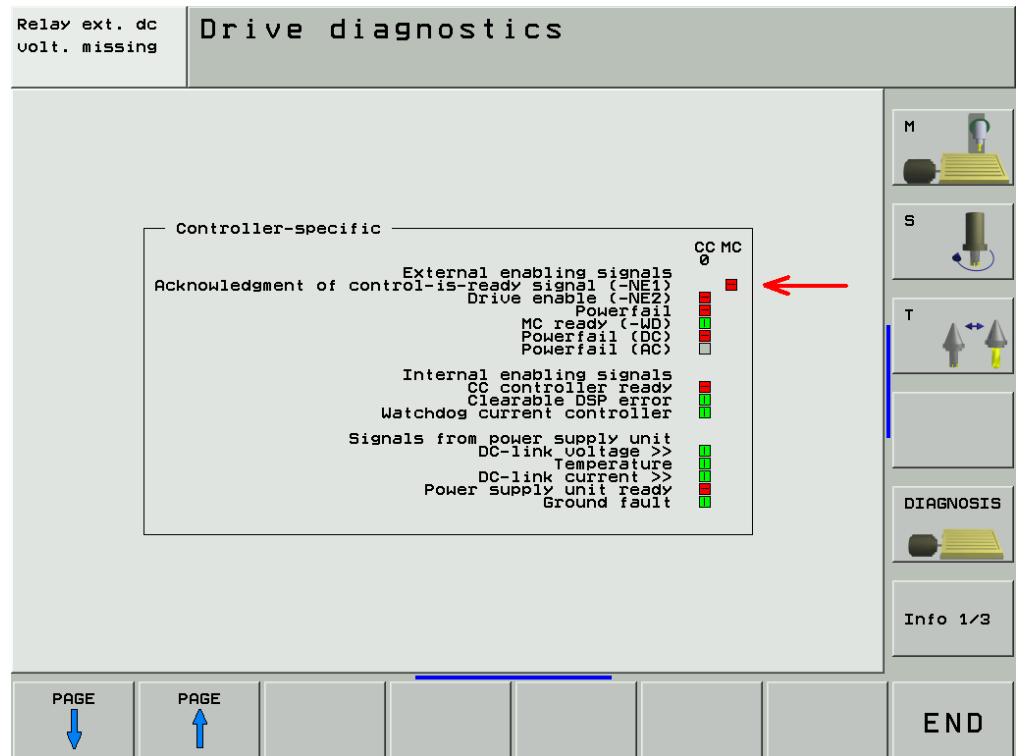 Relay ext. dc
volt. missing
Drive diagnostics
Controller-specific
CC MC
0
External enabling signals
Acknowledgment of control-is-ready signal (-NE1)
Drive enable (-NE2)
Powerfail
MC ready (-WD)
Powerfail (DC)
Powerfail (AC)
Internal enabling signals
CC controller ready
Clearable DSP error
Watchdog current controller
Signals from power supply unit
DC-link voltage >>
Temperature
DC-link current >>
Power supply unit ready
Ground fault
M
S
T
DIAGNOSIS
Info 1/3
PAGE
PAGE
END